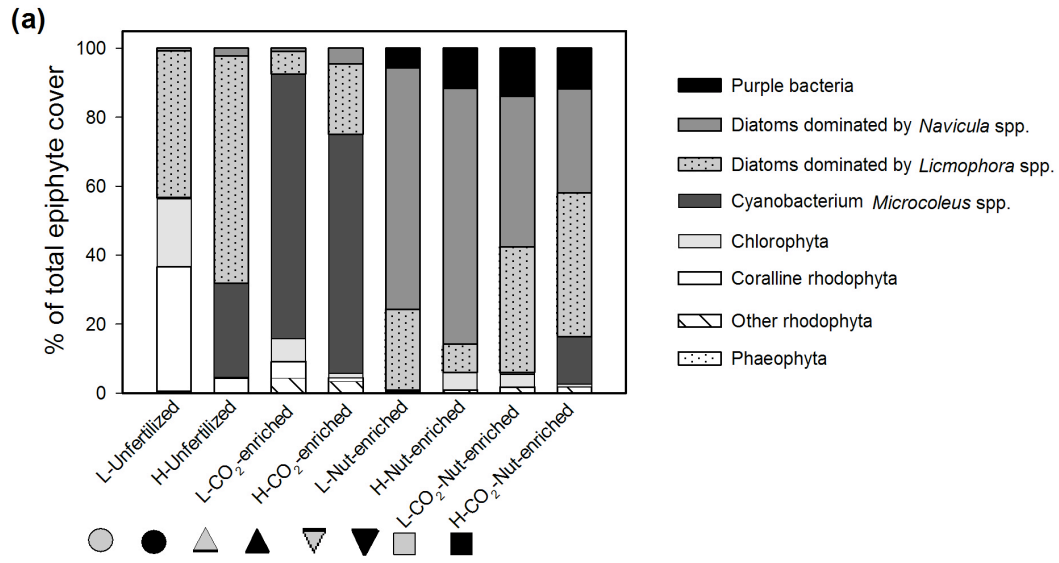 (a)
% of total epiphyte cover
100
80
60
40
20
0
L-Unfertilized
H-Unfertilized
L-CO₂-enriched
H-CO₂-enriched
L-Nut-enriched
H-Nut-enriched
L-CO₂-Nut-enriched
H-CO₂-Nut-enriched
Purple bacteria
Diatoms dominated by Navicula spp.
Diatoms dominated by Licmophora spp.
Cyanobacterium Microcoleus spp.
Chlorophyta
Coralline rhodophyta
Other rhodophyta
Phaeophyta